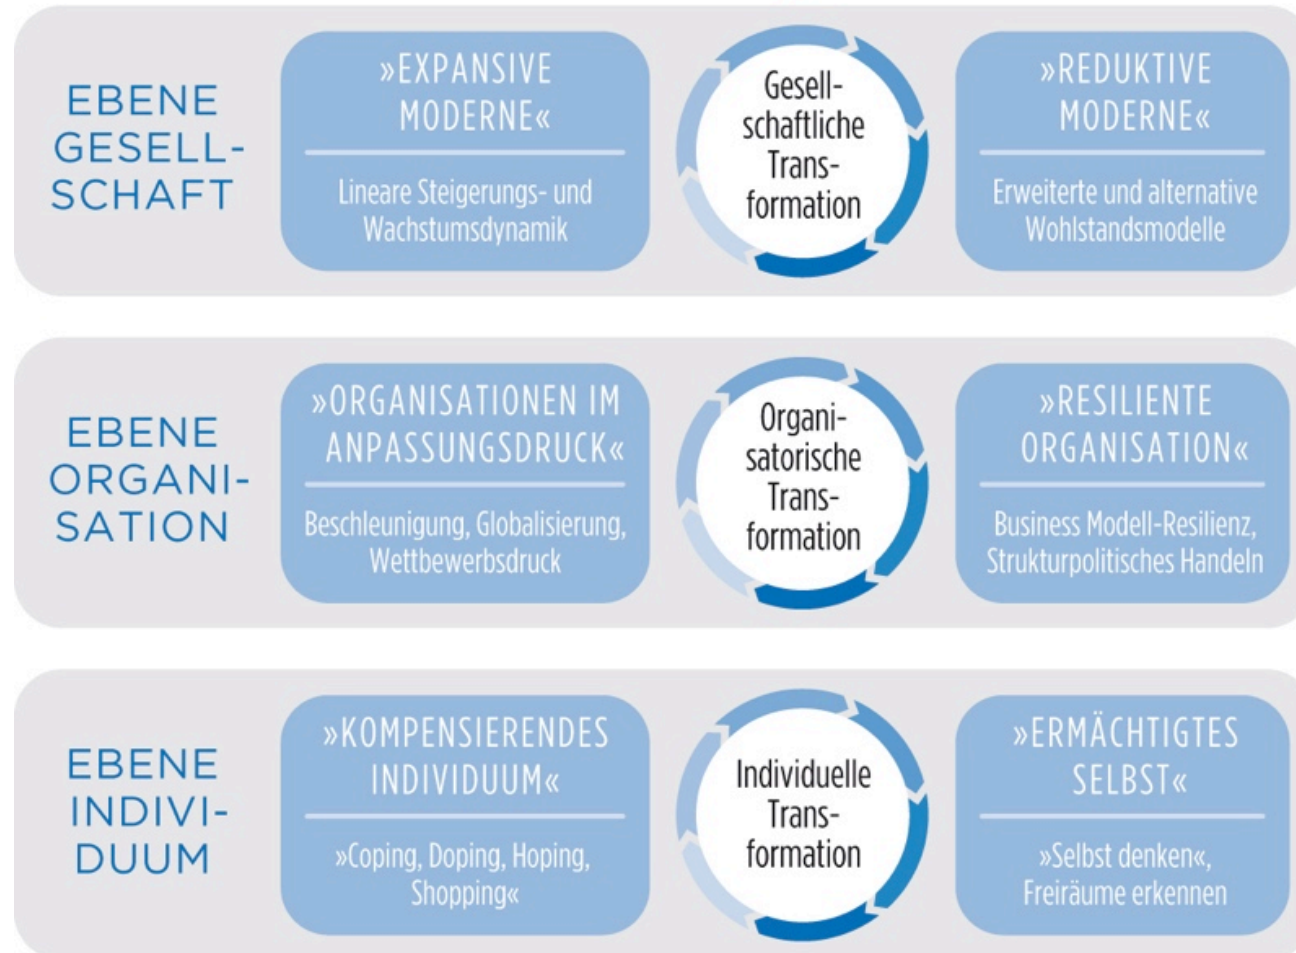 EBENE
GESELL-
SCHAFT
»EXPANSIVE
MODERNE«
Lineare Steigerungs- und
Wachstumsdynamik
Gesell-
schaftliche
Trans-
formation
»REDUKTIVE
MODERNE«
Erweiterte und alternative
Wohlstandsmodelle
EBENE
ORGANI-
SATION
»ORGANISATIONEN IM
ANPASSUNGSDRUCK«
Beschleunigung, Globalisierung,
Wettbewerbsdruck
Organi-
satorische
Trans-
formation
»RESILIENTE
ORGANISATION«
Business Modell-Resilienz,
Strukturpolitisches Handeln
EBENE
INDIVI-
DUUM
»KOMPENSIERENDES
INDIVIDUUM«
»Coping, Doping, Hoping,
Shopping«
Individuelle
Trans-
formation
»ERMÄCHTIGTES
SELBST«
»Selbst denken«,
Freiräume erkennen